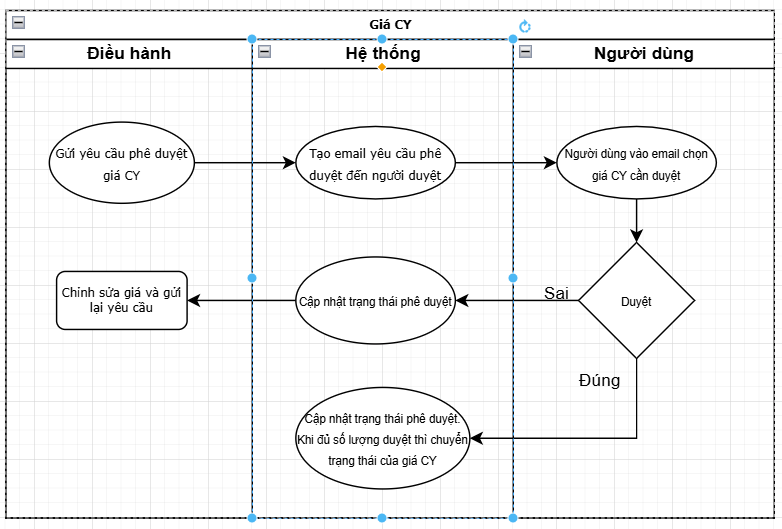 Giá CY
Điều hành
Hệ thống
Người dùng
Gửi yêu cầu phê duyệt
giá CY
Tạo email yêu cầu phê
duyệt đến người duyệt
Người dùng vào email chọn
giá CY cần duyệt
Chỉnh sửa giá và gửi
lại yêu cầu
Cập nhật trạng thái phê duyệt
Sai
Duyệt
Đúng
Cập nhật trạng thái phê duyệt.
Khi đủ số lượng duyệt thì chuyển
trạng thái của giá CY